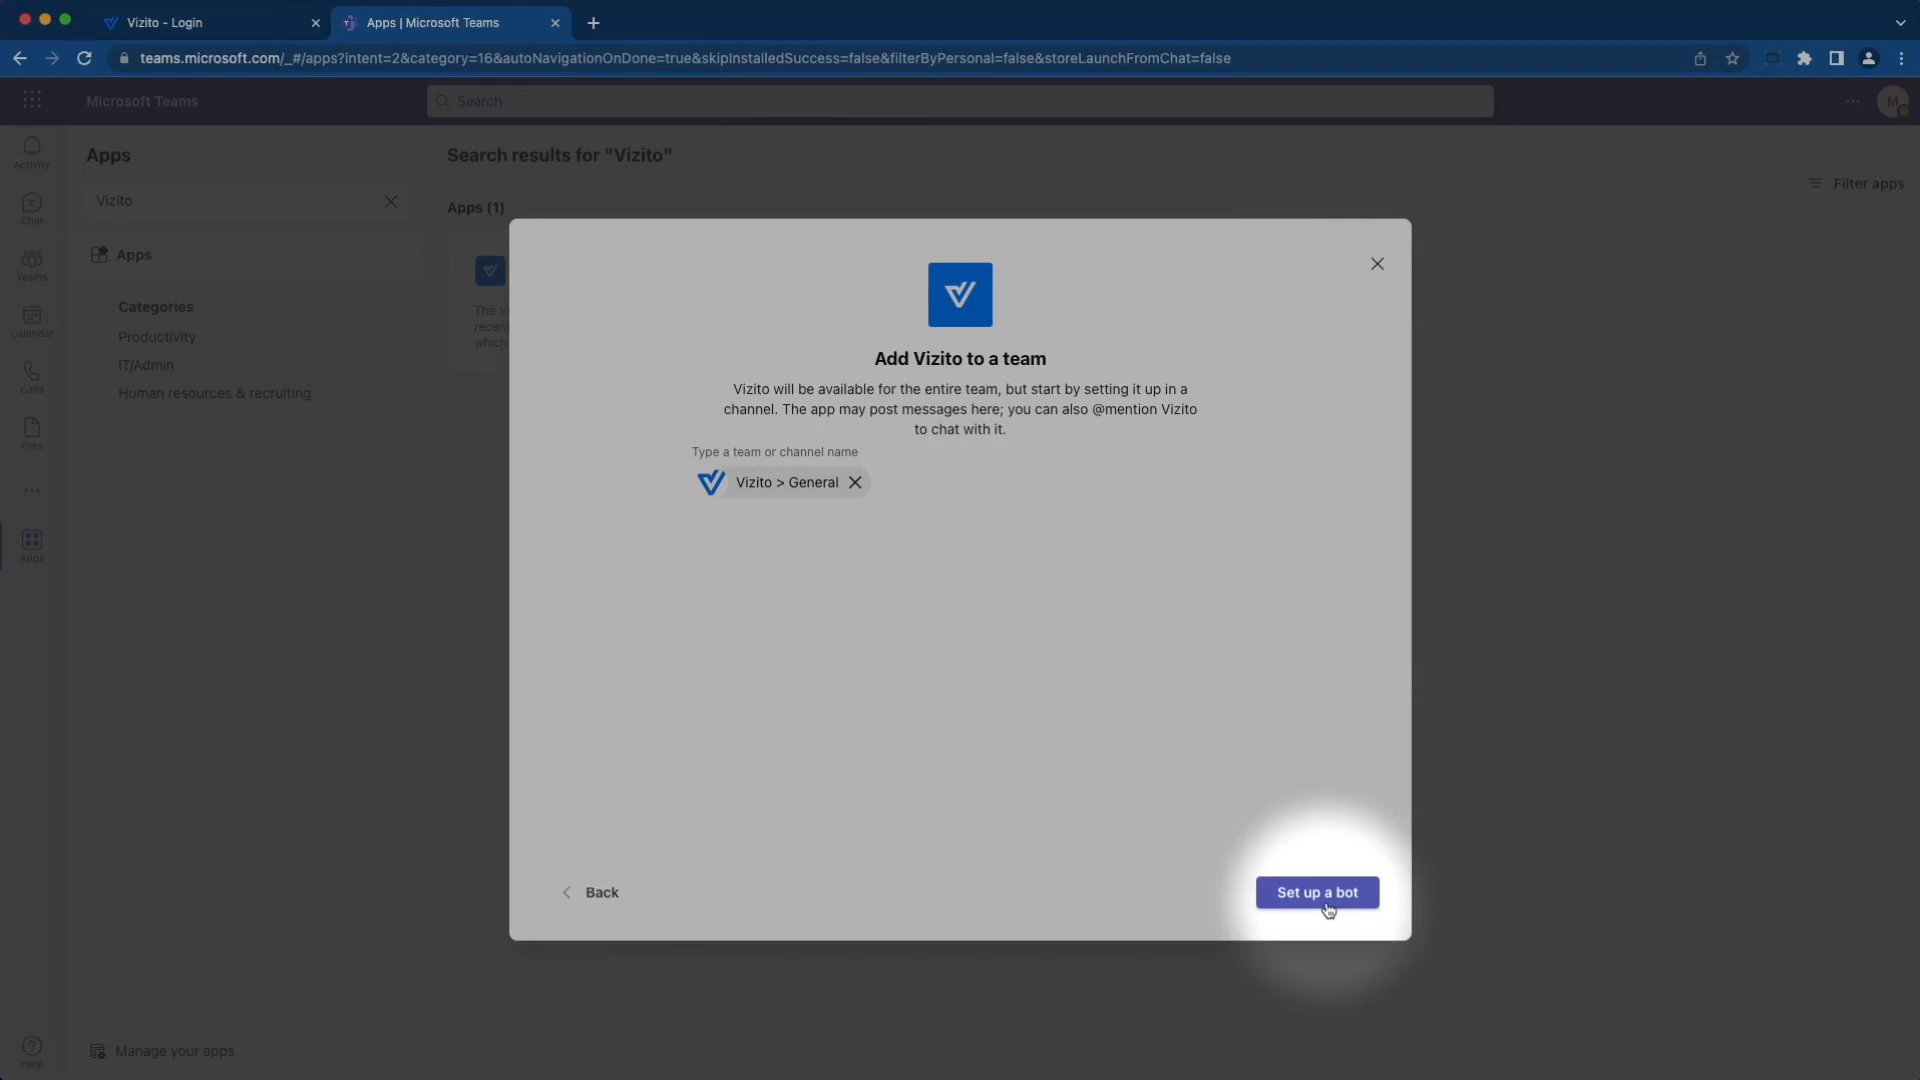 Vizito - Login
Apps | Microsoft Teams
teams.microsoft.com/_#/apps?intent=2&category=16&autoNavigationOnDone=true&skipInstalledSuccess=false&filterByPersonal=false&storeLaunchFromChat=false
Microsoft Teams
Search
M
Activity
Chat
Teams
Calendar
Calls
Files
Apps
Help
Apps
Vizito
Apps
Categories
Productivity
IT/Admin
Human resources & recruiting
Manage your apps
Search results for "Vizito"
Filter apps
Apps (1)
The
which
Add Vizito to a team
Vizito will be available for the entire team, but start by setting it up in a
channel. The app may post messages here; you can also @mention Vizito
to chat with it.
Type a team or channel name
Vizito > General
Back
Set up a bot